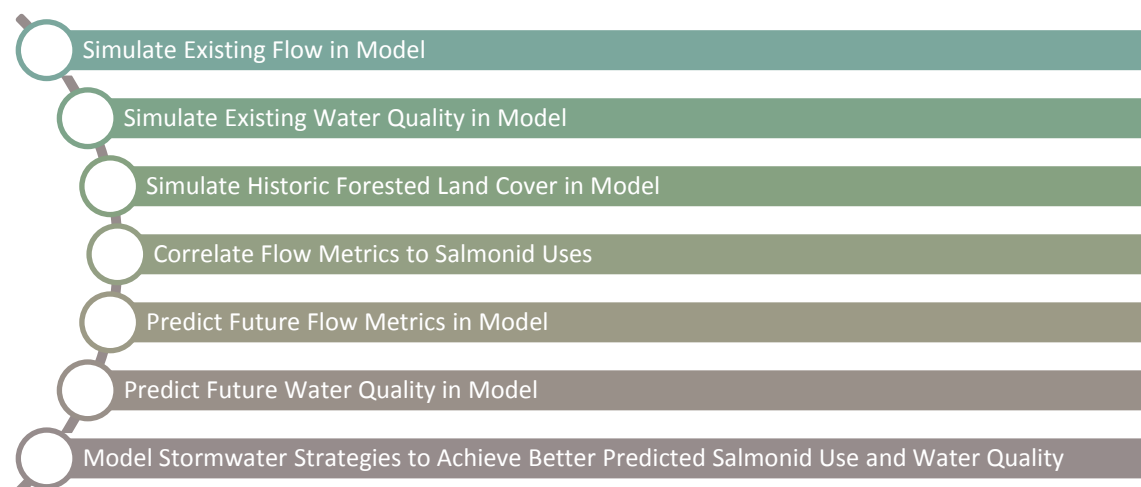 Simulate Existing Flow in Model
Simulate Existing Water Quality in Model
Simulate Historic Forested Land Cover in Model
Correlate Flow Metrics to Salmonid Uses
Predict Future Flow Metrics in Model
Predict Future Water Quality in Model
Model Stormwater Strategies to Achieve Better Predicted Salmonid Use and Water Quality